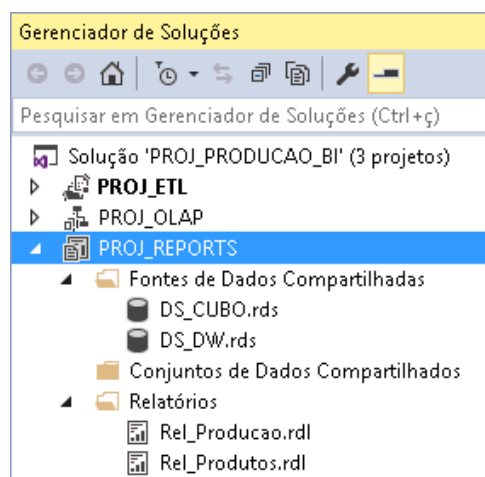 Gerenciador de Soluções
Pesquisar em Gerenciador de Soluções (Ctrl+ç)
Solução 'PROJ_PRODUCAO_BI' (3 projetos)
PROJ_ETL
PROJ_OLAP
PROJ_REPORTS
Fontes de Dados Compartilhadas
DS_CUBO.rds
DS_DW.rds
Conjuntos de Dados Compartilhados
Relatórios
Rel_Producao.rdl
Rel_Produtos.rdl